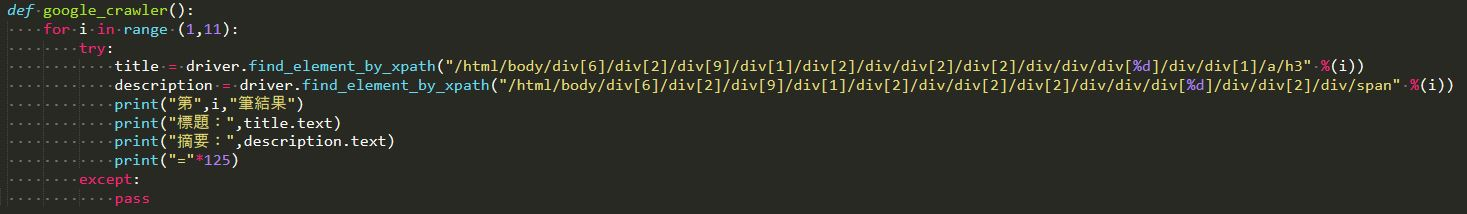 def google_crawler():
    for i in range (1,11):
        try:
            title = driver.find_element_by_xpath("/html/body/div[6]/div[2]/div[9]/div[1]/div[2]/div/div[2]/div[2]/div/div/div[%d]/div/div[1]/a/h3" %(i))
            description = driver.find_element_by_xpath("/html/body/div[6]/div[2]/div[9]/div[1]/div[2]/div/div[2]/div[2]/div/div/div[%d]/div/div[2]/div/span" %(i))
            print("第",i,"筆結果")
            print("標題：",title.text)
            print("摘要：",description.text)
            print("="*125)
        except:
            pass